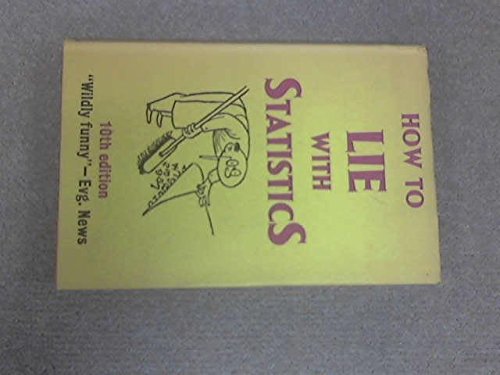 HOW TO
LIE
WITH
STATISTICS
10th edition
"Wildly funny"—Evg. News